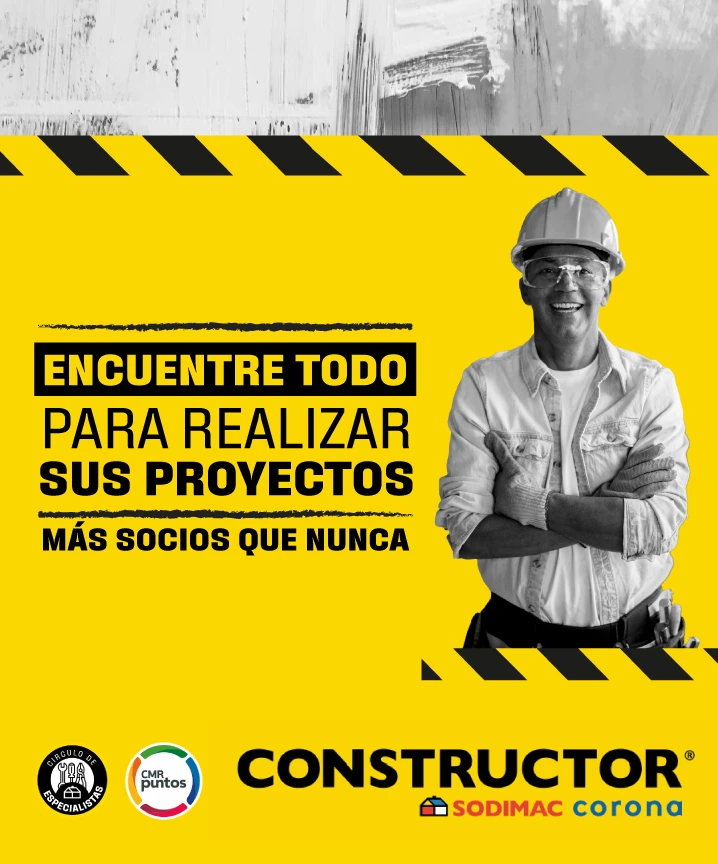 ENCUENTRE TODO
PARA REALIZAR
SUS PROYECTOS
MÁS SOCIOS QUE NUNCA
CÍRCULO DE
ESPECIALISTAS
CMR
puntos
CONSTRUCTOR®
SODIMAC corona